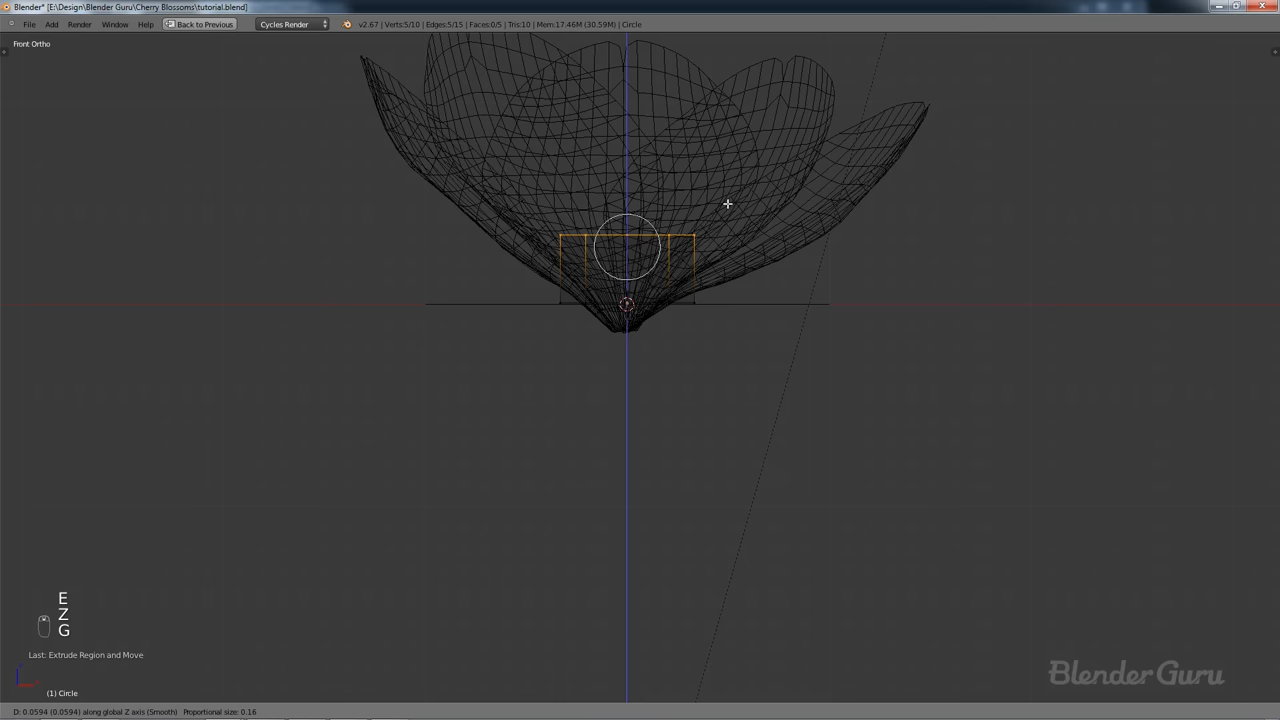 Blender* [E:\Design\Blender Guru\Cherry Blossoms\tutorial.blend]
File Add Render Window Help Back to Previous Cycles Render v2.67 | Verts:5/10 | Edges:5/15 | Faces:0/5 | Tris:10 | Mem:17.46M (30.59M) | Circle
Front Ortho
E
Z
G
Last: Extrude Region and Move
(1) Circle
BlenderGuru
D: 0.0594 (0.0594) along global Z axis (Smooth) Proportional size: 0.16